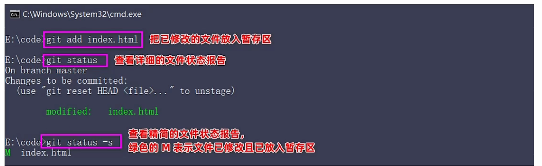 C:\Windows\System32\cmd.exe
E:\code>git add index.html 把已修改的文件放入暂存区
E:\code>git status 查看详细的文件状态报告
On branch master
Changes to be committed:
(use "git reset HEAD <file>..." to unstage)
modified: index.html
查看精简的文件状态报告，
E:\code>git status -s 绿色的 M 表示文件已修改且已放入暂存区
M index.html